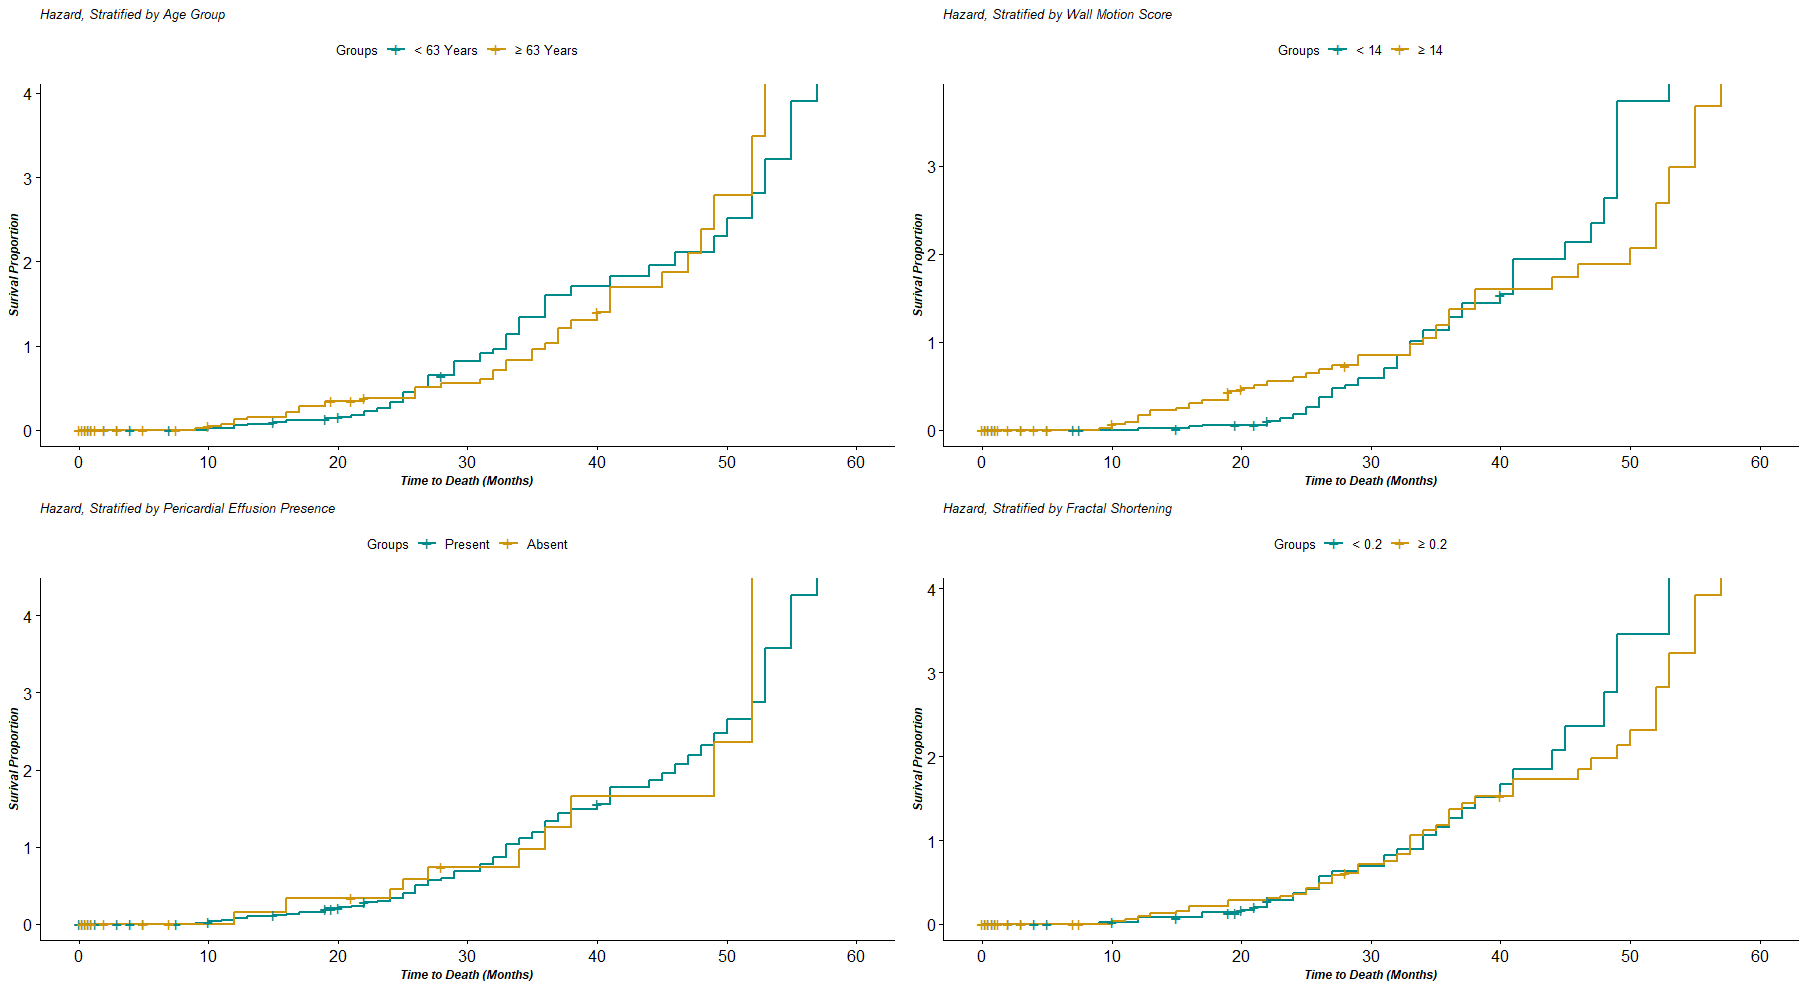 Hazard, Stratified by Age Group
Groups < 63 Years ≥ 63 Years
4
3
2
1
0
Surival Proportion
0 10 20 30 40 50 60
Time to Death (Months)
Hazard, Stratified by Wall Motion Score
Groups < 14 ≥ 14
3
2
1
0
Surival Proportion
0 10 20 30 40 50 60
Time to Death (Months)
Hazard, Stratified by Pericardial Effusion Presence
Groups Present Absent
4
3
2
1
0
Surival Proportion
0 10 20 30 40 50 60
Time to Death (Months)
Hazard, Stratified by Fractal Shortening
Groups < 0.2 ≥ 0.2
4
3
2
1
0
Surival Proportion
0 10 20 30 40 50 60
Time to Death (Months)